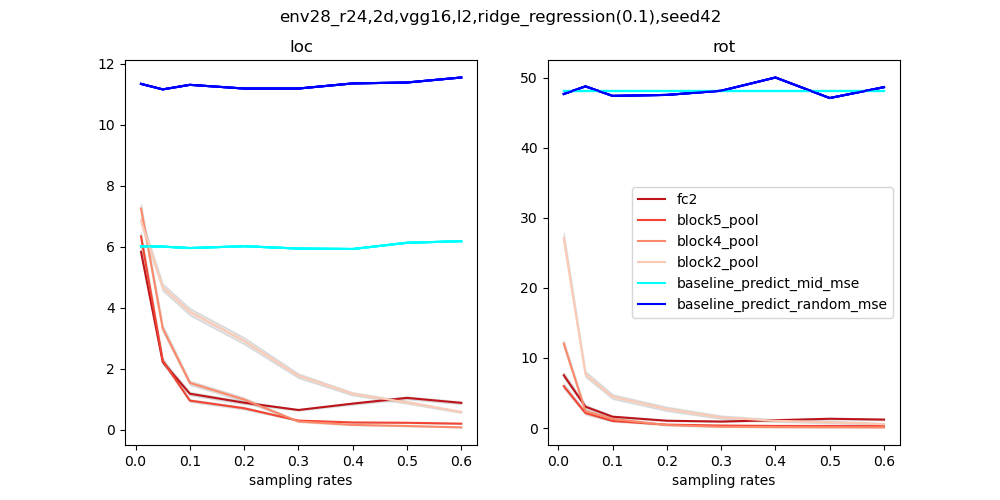 env28_r24,2d,vgg16,l2,ridge_regression(0.1),seed42
loc
12
10
8
6
4
2
0
0.0 0.1 0.2 0.3 0.4 0.5 0.6
sampling rates
rot
50
40
30
20
10
0
fc2
block5_pool
block4_pool
block2_pool
baseline_predict_mid_mse
baseline_predict_random_mse
0.0 0.1 0.2 0.3 0.4 0.5 0.6
sampling rates